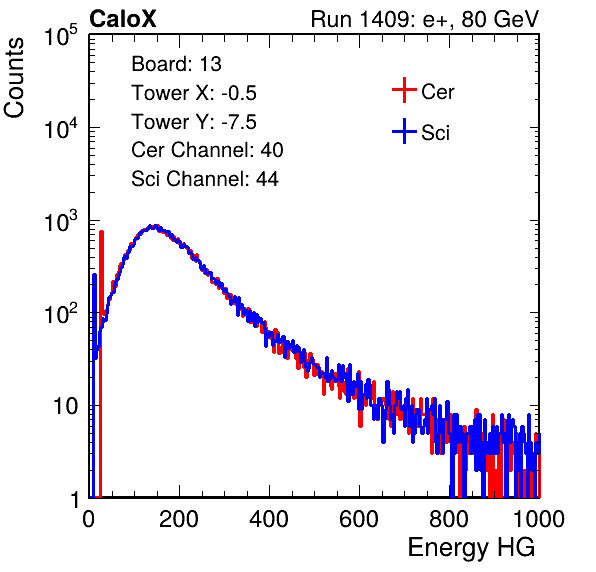 CaloX Run 1409: e+, 80 GeV
Counts
Board: 13
Tower X: -0.5
Tower Y: -7.5
Cer Channel: 40
Sci Channel: 44
Cer
Sci
10^5
10^4
10^3
10^2
10
1
0 200 400 600 800 1000
Energy HG